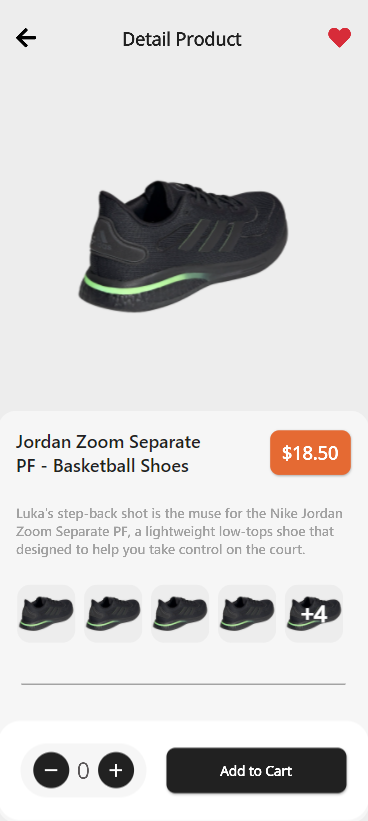 Detail Product
Jordan Zoom Separate
PF - Basketball Shoes
$18.50
Luka's step-back shot is the muse for the Nike Jordan
Zoom Separate PF, a lightweight low-tops shoe that
designed to help you take control on the court.
+4
0
Add to Cart